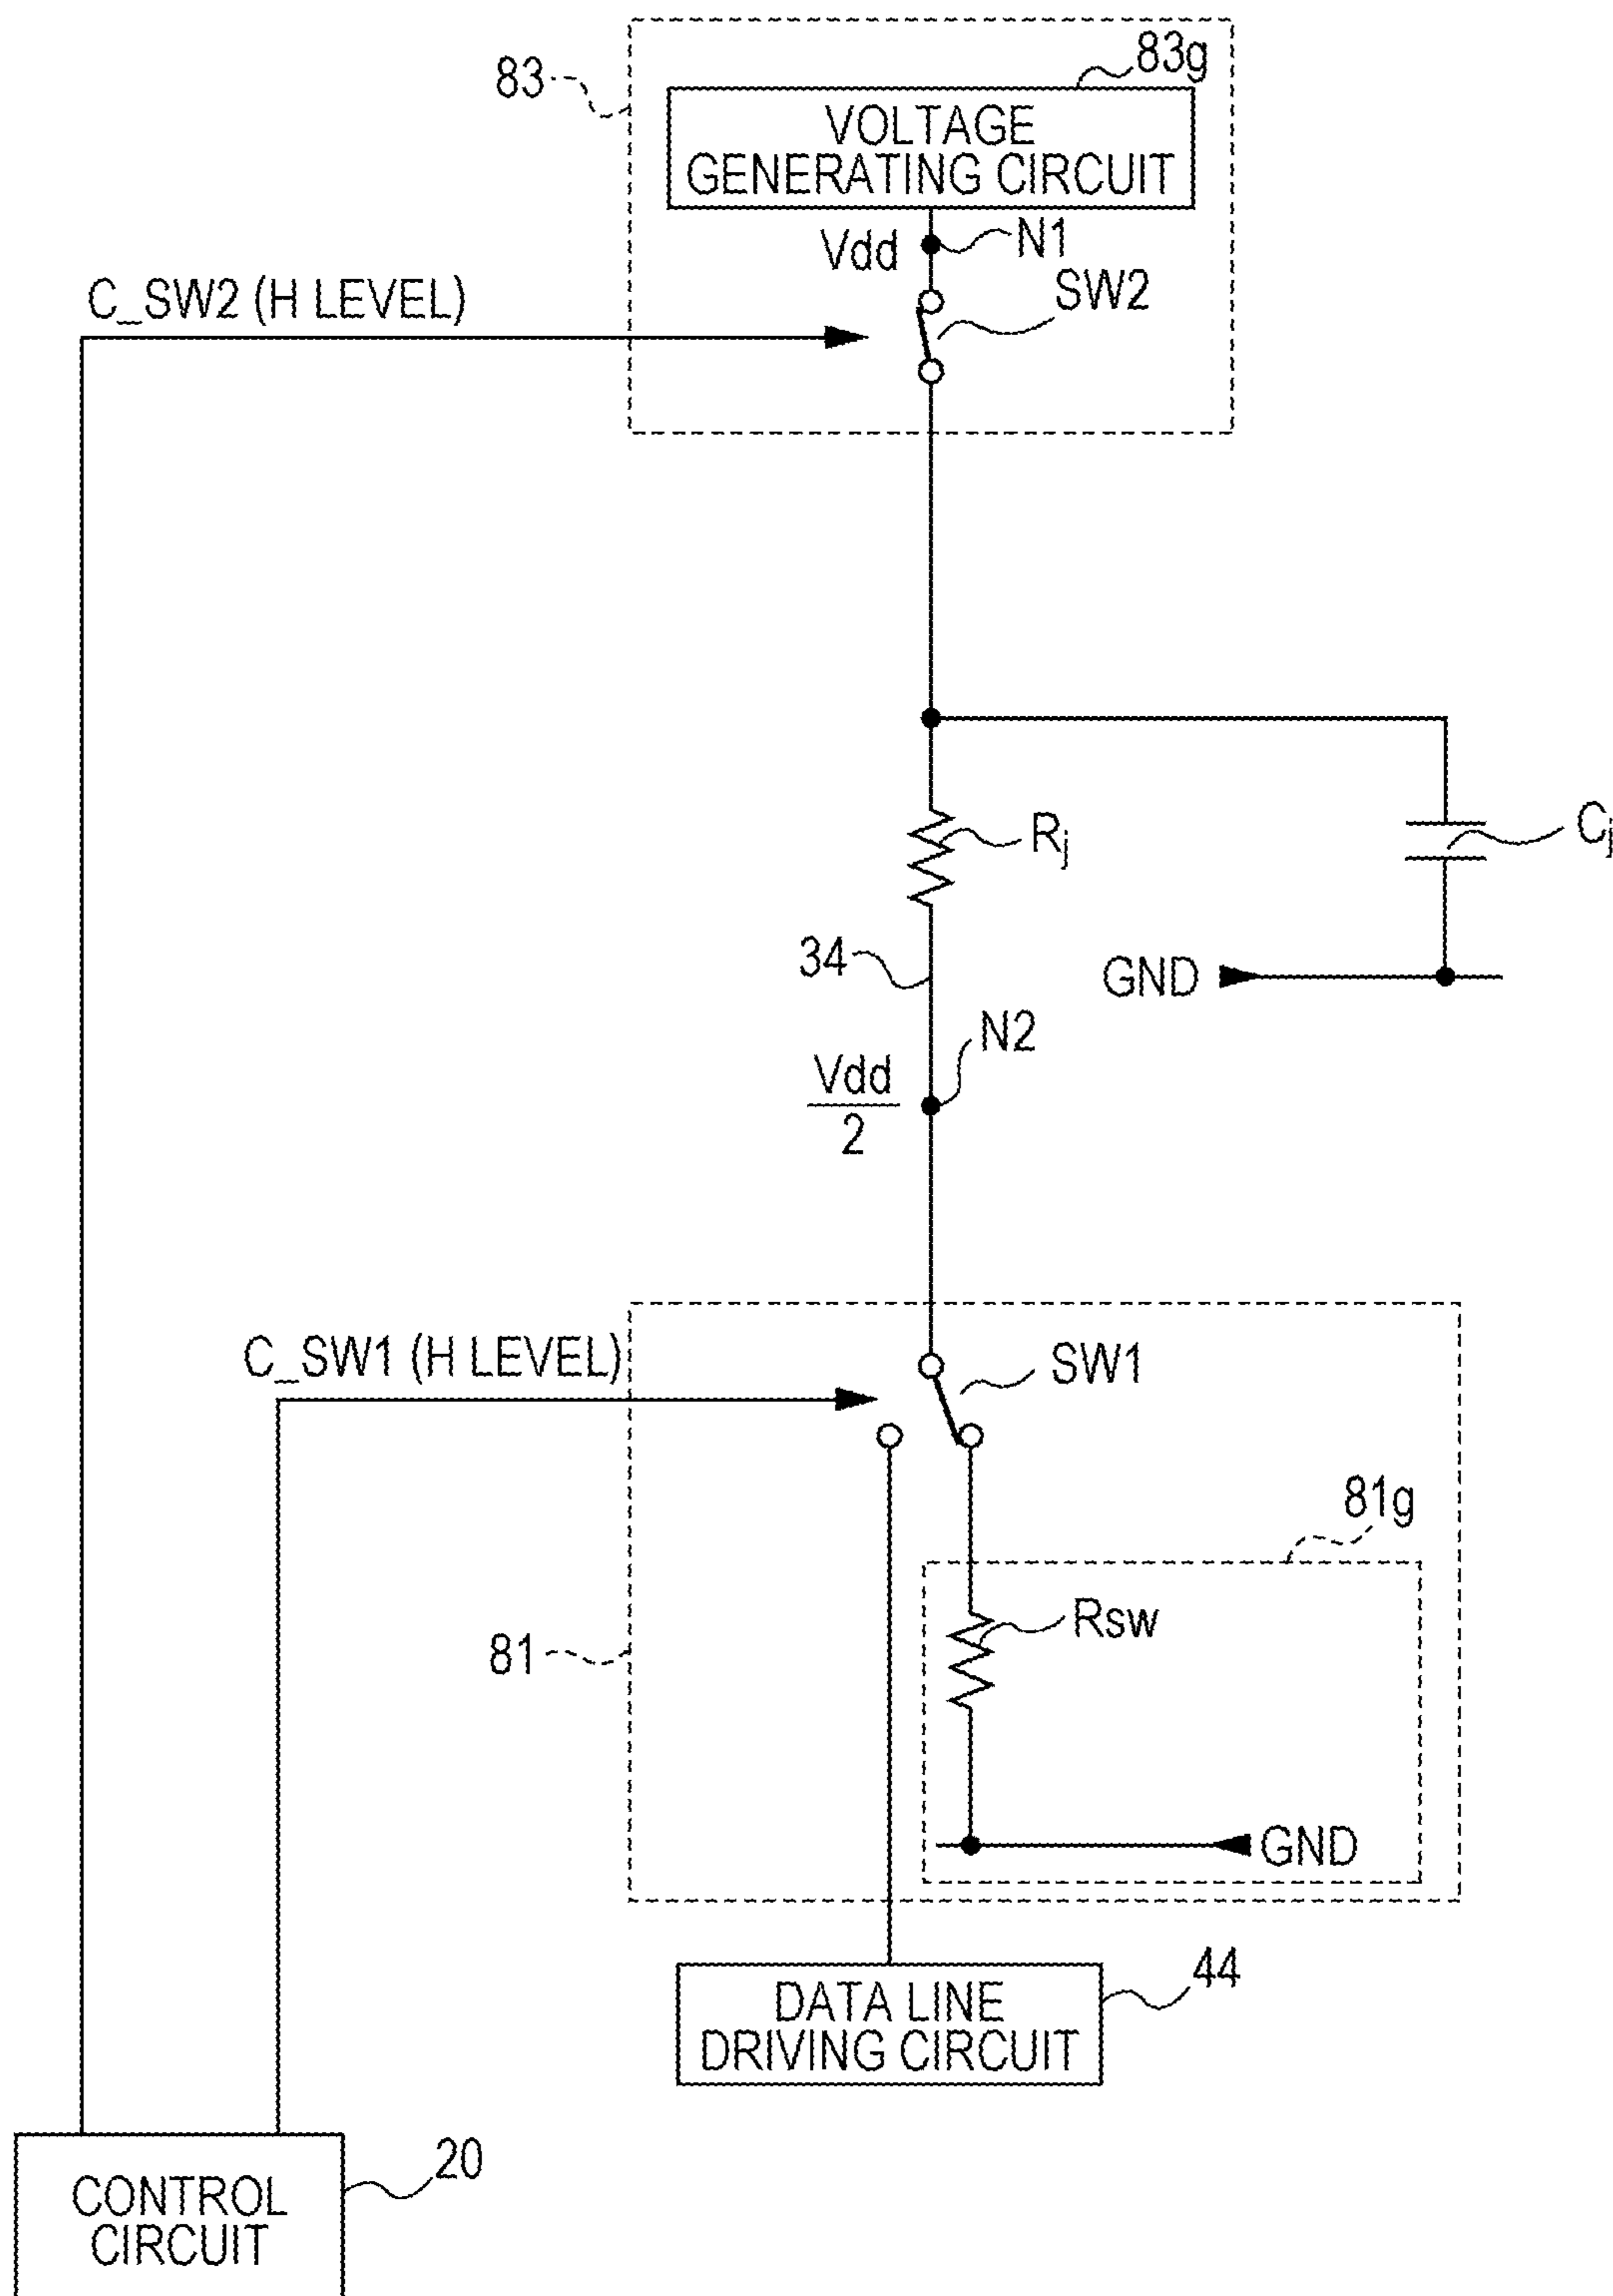 83
83g
VOLTAGE
GENERATING CIRCUIT
Vdd
N1
C_SW2 (H LEVEL)
SW2
Rj
Cj
34
GND
N2
Vdd
2
C_SW1 (H LEVEL)
SW1
81g
Rsw
81
GND
44
DATA LINE
DRIVING CIRCUIT
20
CONTROL
CIRCUIT